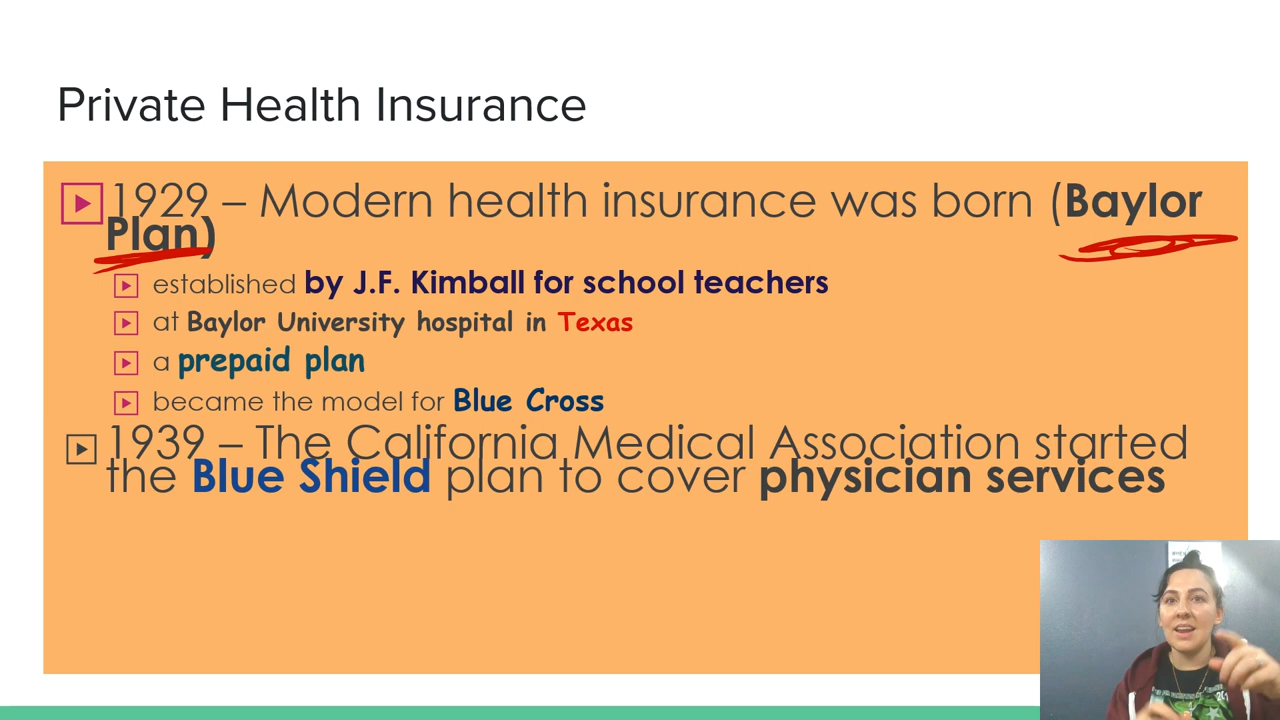 Private Health Insurance
1929 – Modern health insurance was born (Baylor
Plan)
established by J.F. Kimball for school teachers
at Baylor University hospital in Texas
a prepaid plan
became the model for Blue Cross
1939 – The California Medical Association started
the Blue Shield plan to cover physician services